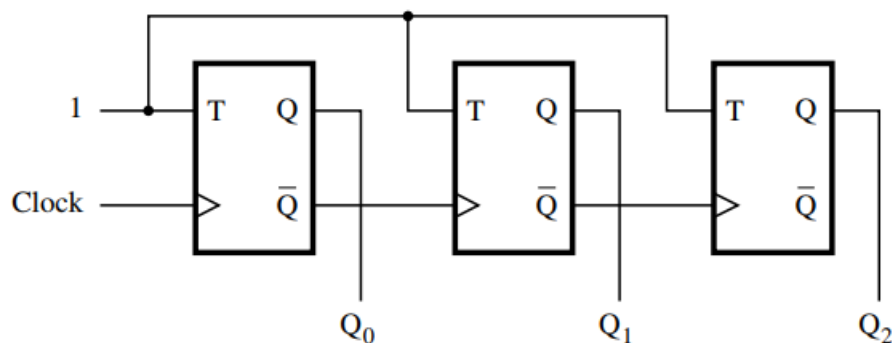 1 T Q T Q T Q
Clock Q̅ Q̅ Q̅
Q₀ Q₁ Q₂